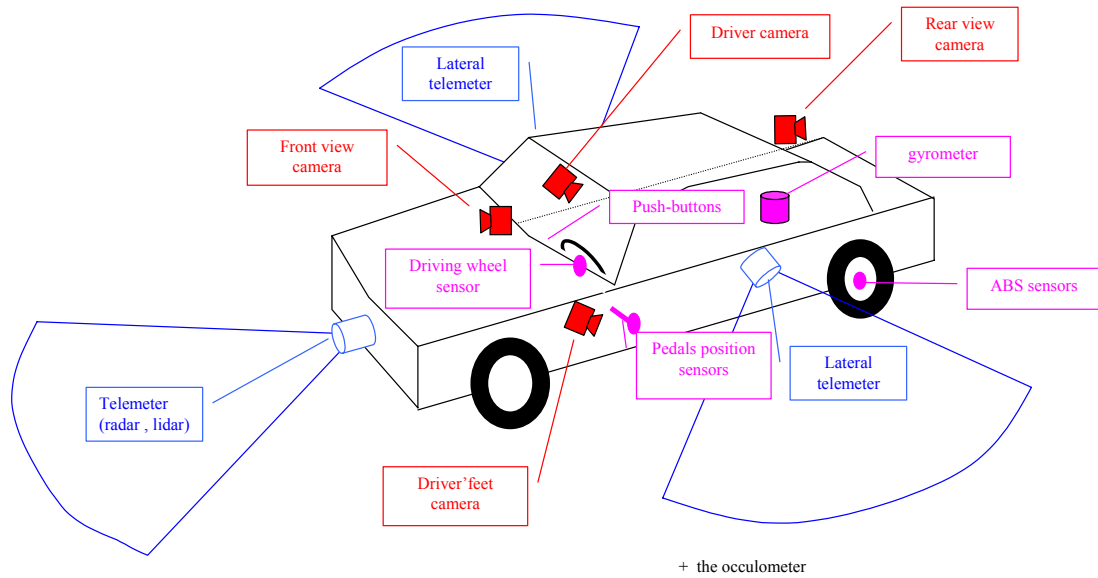 Driver camera
Rear view
camera
Lateral
telemeter
Front view
camera
gyrometer
Push-buttons
Driving wheel
sensor
ABS sensors
Pedals position
sensors
Lateral
telemeter
Telemeter
(radar , lidar)
Driver’feet
camera
+ the occulometer